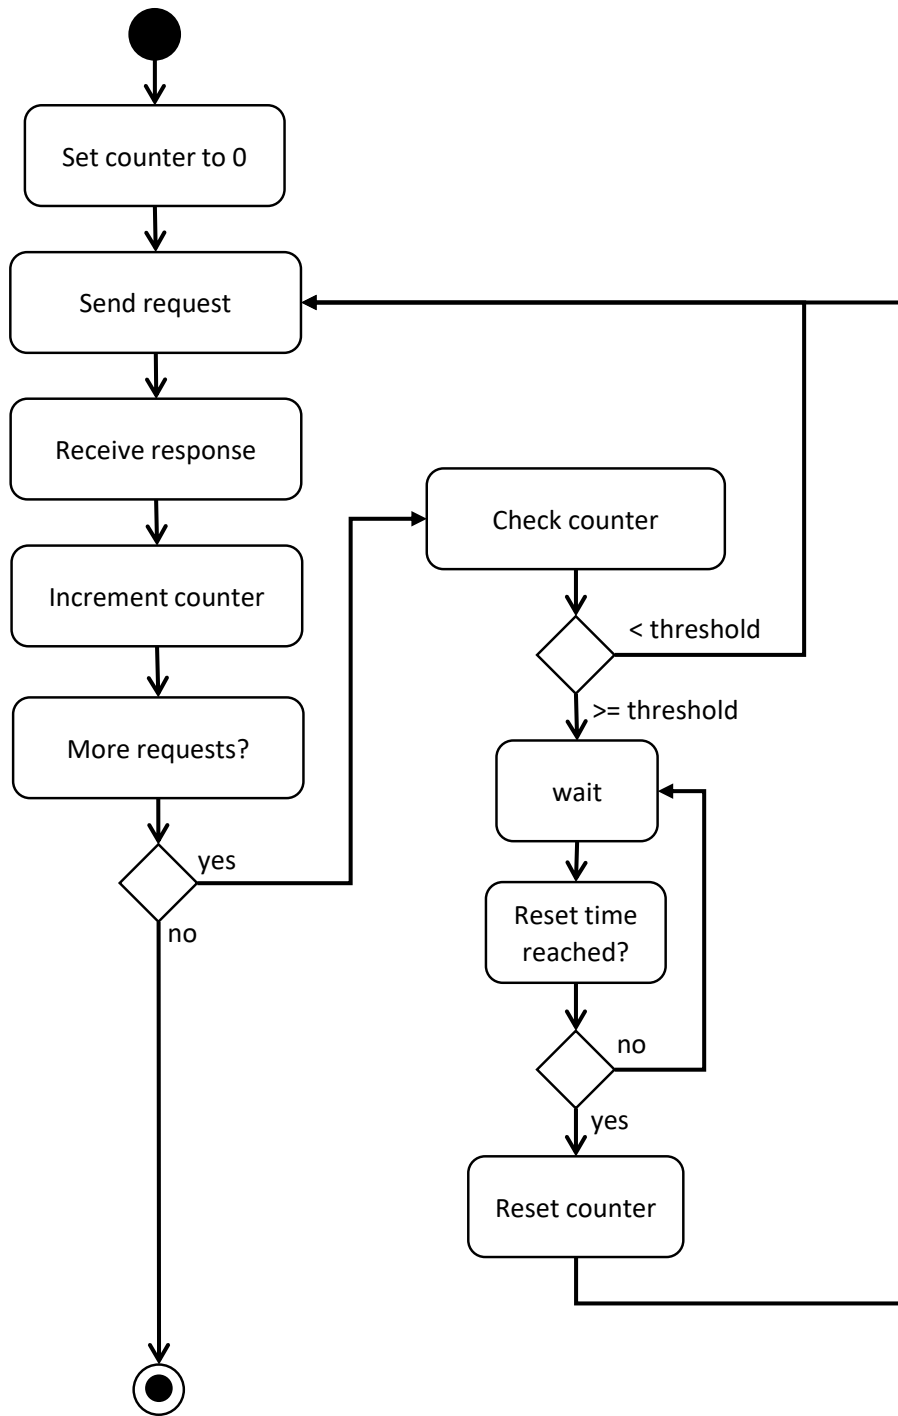 Set counter to 0
Send request
Receive response
Increment counter
More requests?
yes
no
Check counter
< threshold
>= threshold
wait
Reset time
reached?
no
yes
Reset counter